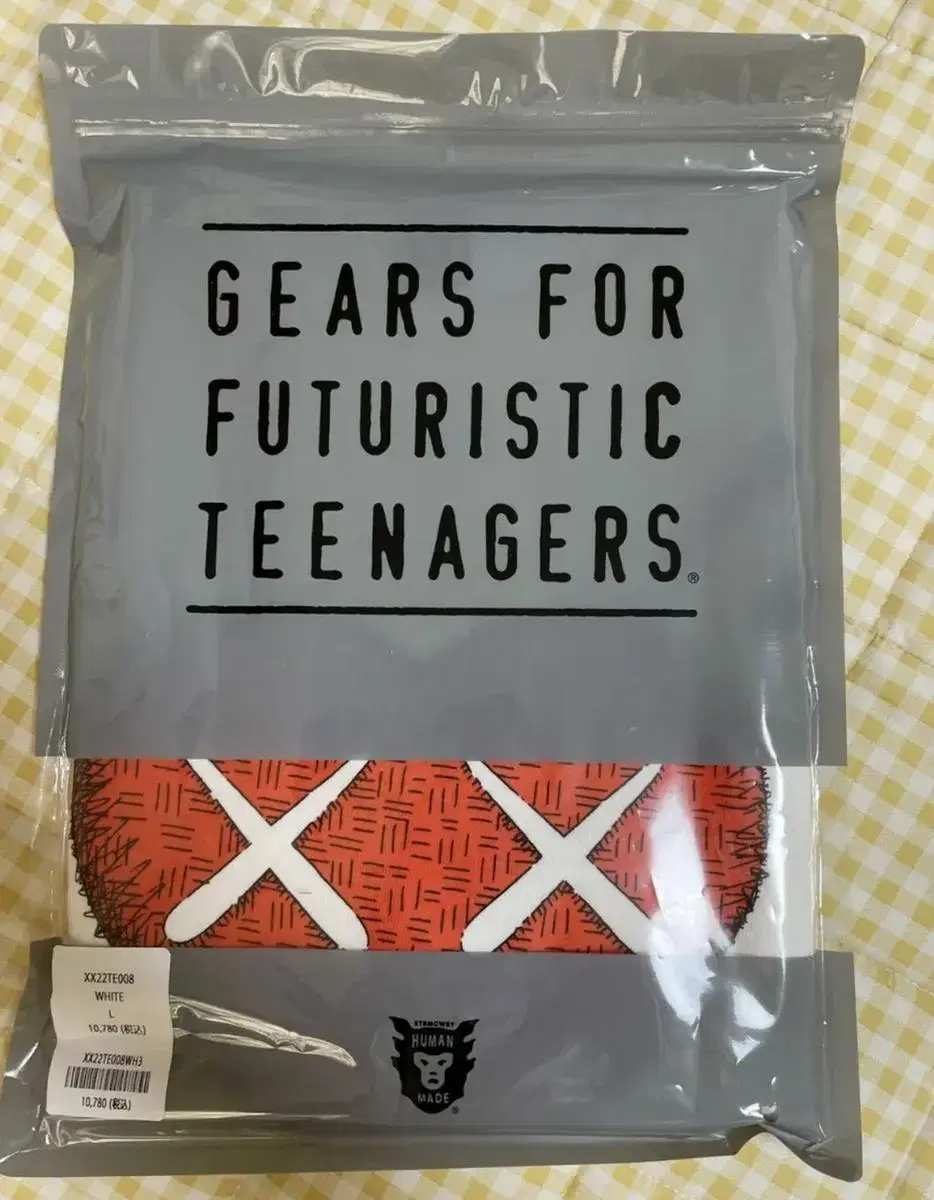 GEARS FOR
FUTURISTIC
TEENAGERS®
XX22TE008
WHITE
L
10,780 (税込)
XX22TE008WH3
10,780 (税込)
STRMCWBY
HUMAN
MADE®